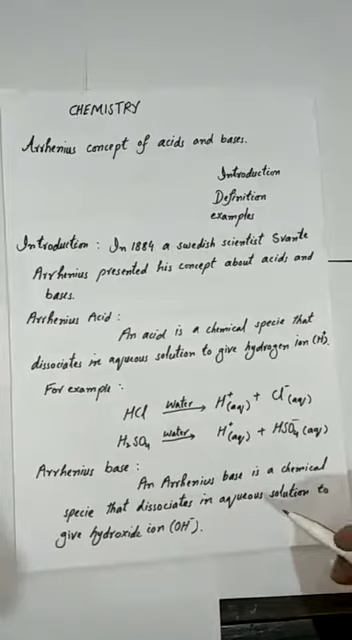 CHEMISTRY
Arrhenius concept of acids and bases.
Introduction
Definition
examples
Introduction : In 1884 a swedish scientist Svante
Arrhenius presented his concept about acids and
bases.
Arrhenius Acid :
An acid is a chemical specie that
dissociates in aqueous solution to give hydrogen ion (H⁺).
For example :
HCl —Water→ H⁺(aq) + Cl⁻(aq)
H₂SO₄ —Water→ H⁺(aq) + HSO₄⁻(aq)
Arrhenius base :
An Arrhenius base is a chemical
specie that dissociates in aqueous solution to
give hydroxide ion (OH⁻).